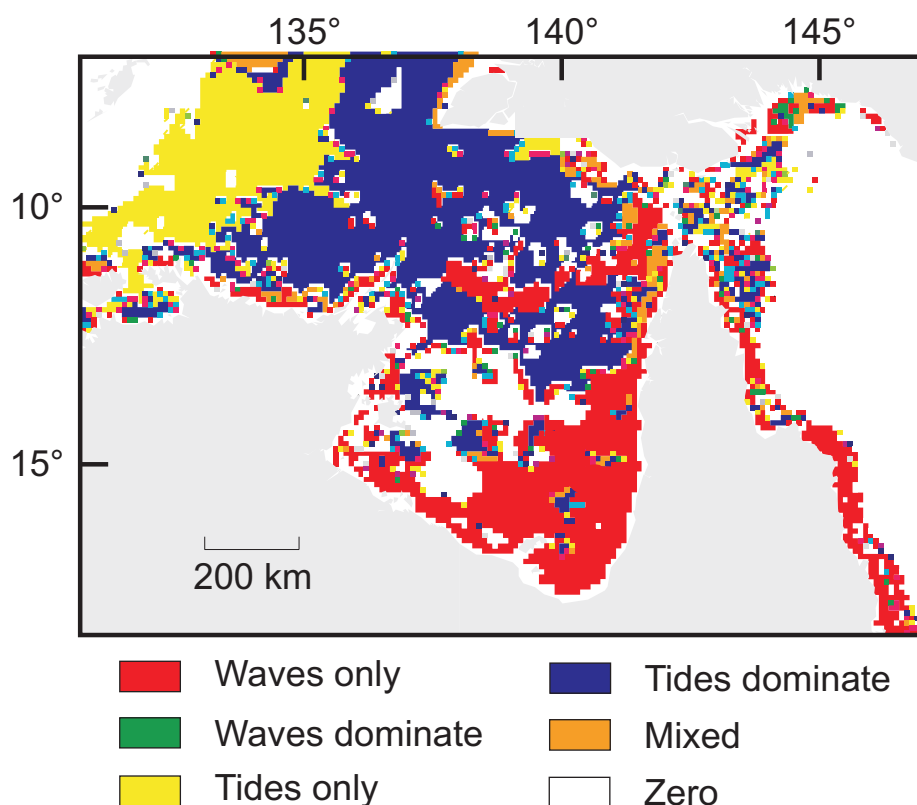 135° 140° 145°
10°
15°
200 km
Waves only
Tides dominate
Waves dominate
Mixed
Tides only
Zero